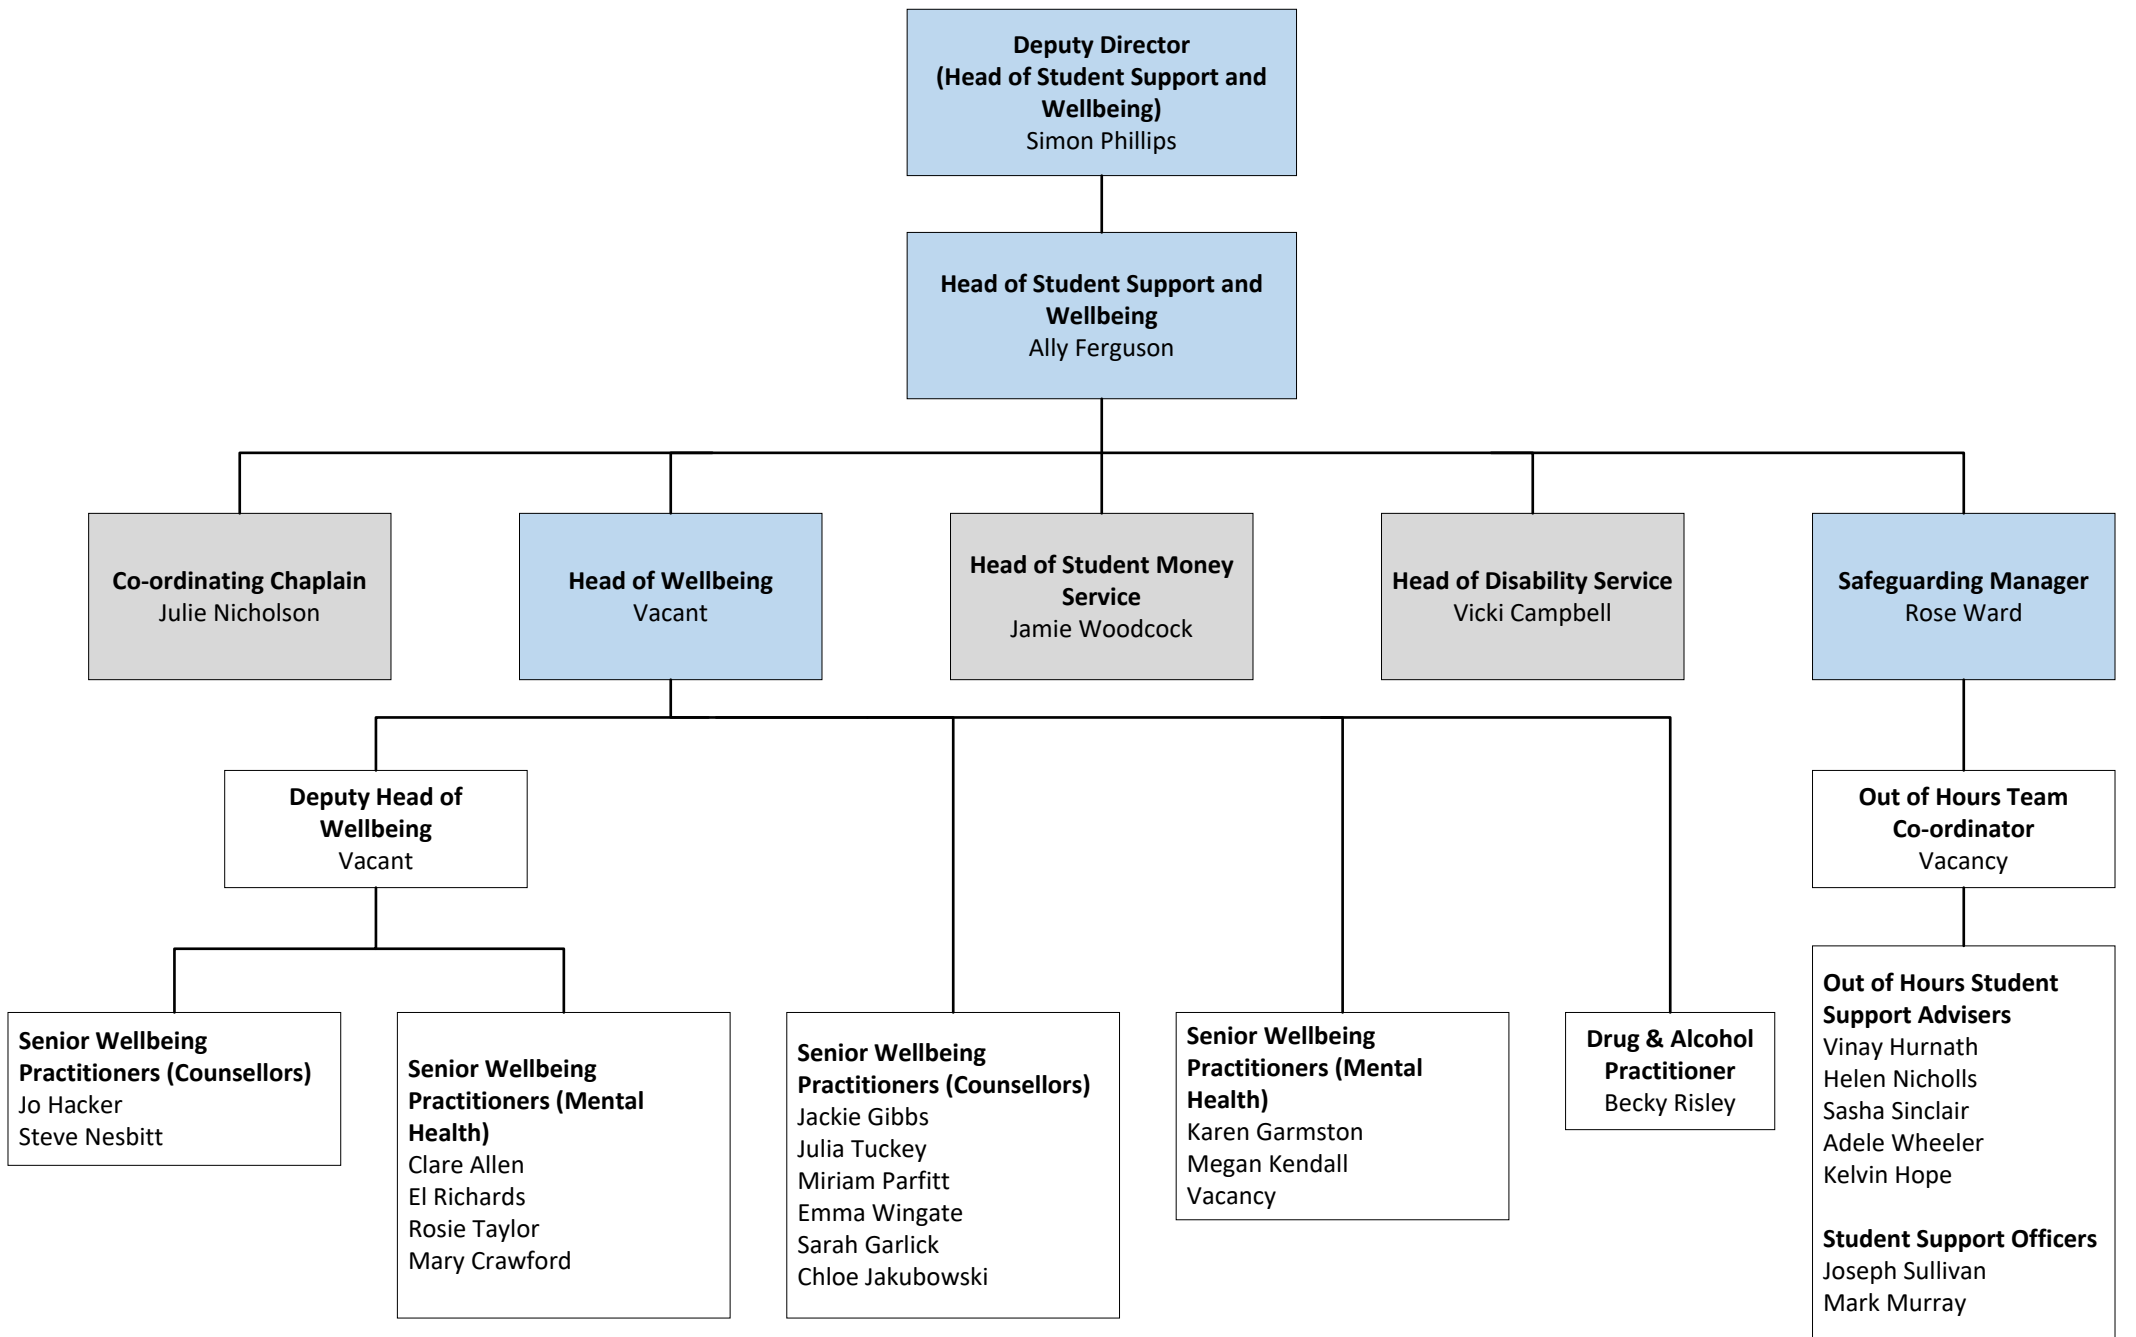 Deputy Director
(Head of Student Support and
Wellbeing)
Simon Phillips
Head of Student Support and
Wellbeing
Ally Ferguson
Co-ordinating Chaplain
Julie Nicholson
Head of Wellbeing
Vacant
Head of Student Money
Service
Jamie Woodcock
Head of Disability Service
Vicki Campbell
Safeguarding Manager
Rose Ward
Deputy Head of
Wellbeing
Vacant
Out of Hours Team
Co-ordinator
Vacancy
Senior Wellbeing
Practitioners (Counsellors)
Jo Hacker
Steve Nesbitt
Senior Wellbeing
Practitioners (Mental
Health)
Clare Allen
El Richards
Rosie Taylor
Mary Crawford
Senior Wellbeing
Practitioners (Counsellors)
Jackie Gibbs
Julia Tuckey
Miriam Parfitt
Emma Wingate
Sarah Garlick
Chloe Jakubowski
Senior Wellbeing
Practitioners (Mental
Health)
Karen Garmston
Megan Kendall
Vacancy
Drug & Alcohol
Practitioner
Becky Risley
Out of Hours Student
Support Advisers
Vinay Hurnath
Helen Nicholls
Sasha Sinclair
Adele Wheeler
Kelvin Hope
Student Support Officers
Joseph Sullivan
Mark Murray